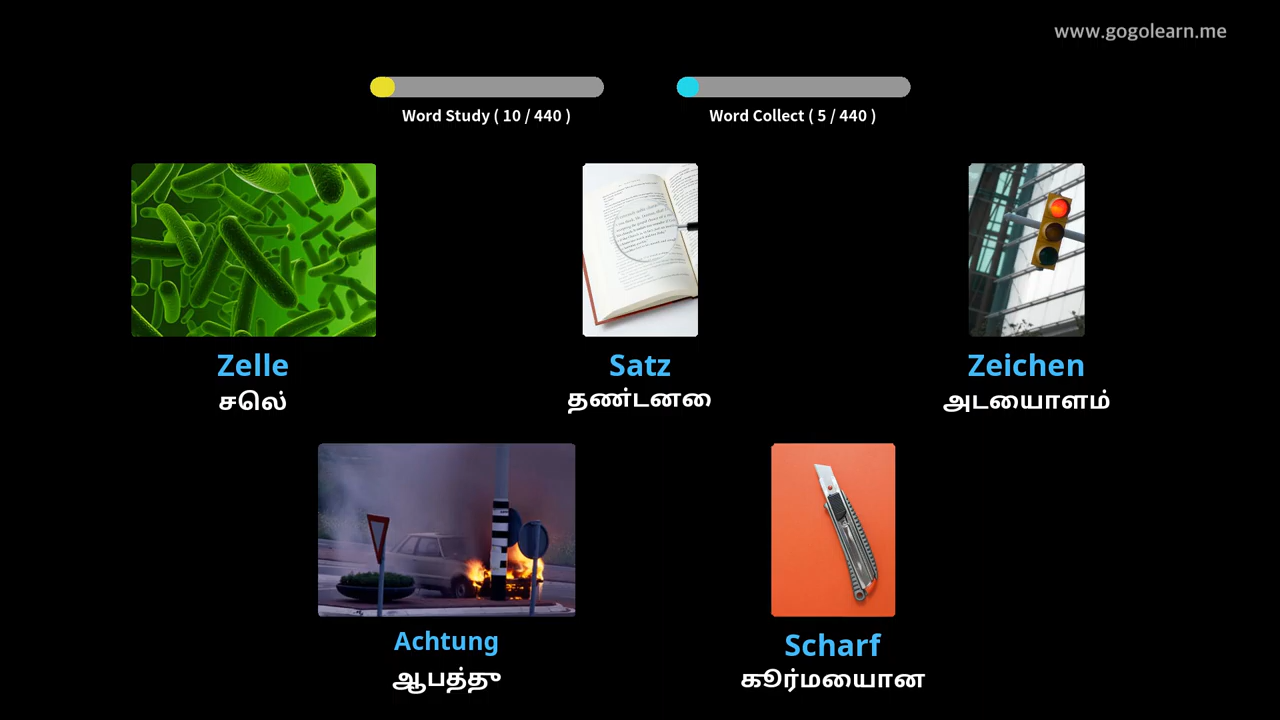 www.gogolearn.me
Word Study ( 10 / 440 )
Word Collect ( 5 / 440 )
Zelle
செல்
Satz
தண்டனை
Zeichen
அடையாளம்
Achtung
ஆபத்து
Scharf
கூர்மையான